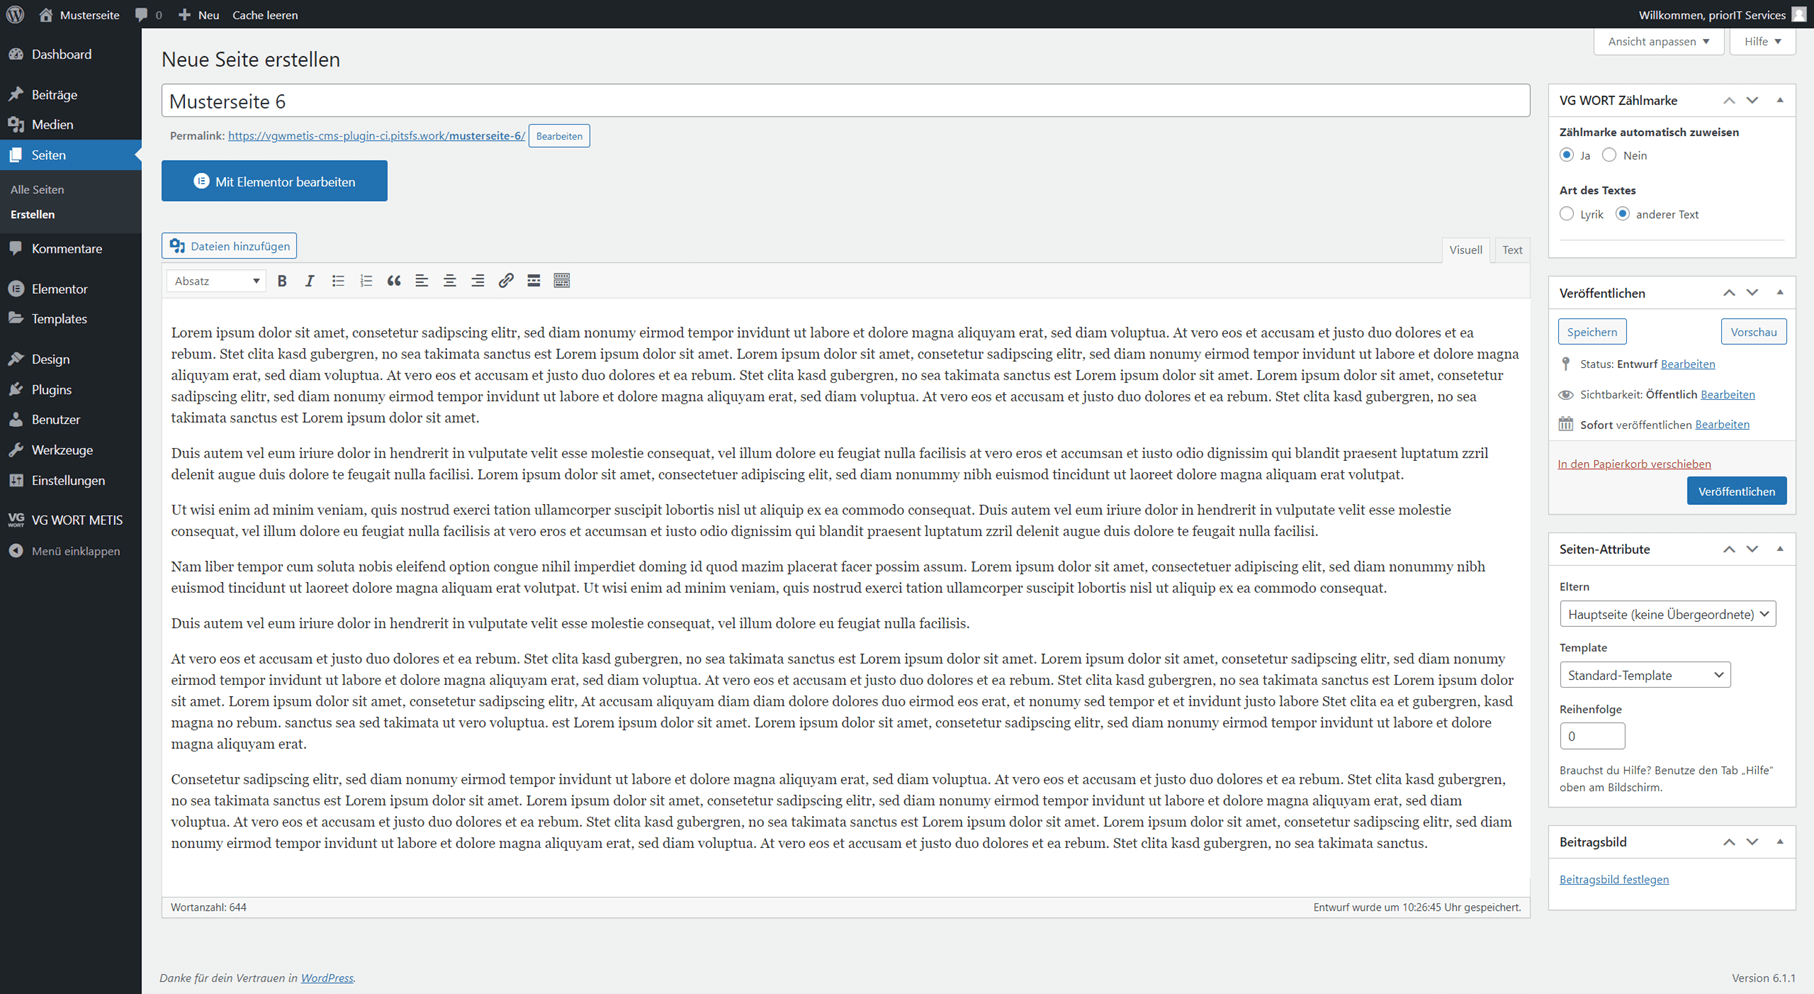 Musterseite
0
Neu
Cache leeren
Willkommen, priorIT Services
Dashboard
Beiträge
Medien
Seiten
Alle Seiten
Erstellen
Kommentare
Elementor
Templates
Design
Plugins
Benutzer
Werkzeuge
Einstellungen
VG WORT
VG WORT METIS
Menü einklappen
Ansicht anpassen
Hilfe
Neue Seite erstellen
Musterseite 6
Permalink: https://vgwmetis-cms-plugin-ci.pitsfs.work/musterseite-6/ Bearbeiten
Mit Elementor bearbeiten
Dateien hinzufügen
Visuell
Text
Absatz
Lorem ipsum dolor sit amet, consetetur sadipscing elitr, sed diam nonumy eirmod tempor invidunt ut labore et dolore magna aliquyam erat, sed diam voluptua. At vero eos et accusam et justo duo dolores et ea
rebum. Stet clita kasd gubergren, no sea takimata sanctus est Lorem ipsum dolor sit amet. Lorem ipsum dolor sit amet, consetetur sadipscing elitr, sed diam nonumy eirmod tempor invidunt ut labore et dolore magna
aliquyam erat, sed diam voluptua. At vero eos et accusam et justo duo dolores et ea rebum. Stet clita kasd gubergren, no sea takimata sanctus est Lorem ipsum dolor sit amet. Lorem ipsum dolor sit amet, consetetur
sadipscing elitr, sed diam nonumy eirmod tempor invidunt ut labore et dolore magna aliquyam erat, sed diam voluptua. At vero eos et accusam et justo duo dolores et ea rebum. Stet clita kasd gubergren, no sea
takimata sanctus est Lorem ipsum dolor sit amet.
Duis autem vel eum iriure dolor in hendrerit in vulputate velit esse molestie consequat, vel illum dolore eu feugiat nulla facilisis at vero eros et accumsan et iusto odio dignissim qui blandit praesent luptatum zzril
delenit augue duis dolore te feugait nulla facilisi. Lorem ipsum dolor sit amet, consectetuer adipiscing elit, sed diam nonummy nibh euismod tincidunt ut laoreet dolore magna aliquam erat volutpat.
Ut wisi enim ad minim veniam, quis nostrud exerci tation ullamcorper suscipit lobortis nisl ut aliquip ex ea commodo consequat. Duis autem vel eum iriure dolor in hendrerit in vulputate velit esse molestie
consequat, vel illum dolore eu feugiat nulla facilisis at vero eros et accumsan et iusto odio dignissim qui blandit praesent luptatum zzril delenit augue duis dolore te feugait nulla facilisi.
Nam liber tempor cum soluta nobis eleifend option congue nihil imperdiet doming id quod mazim placerat facer possim assum. Lorem ipsum dolor sit amet, consectetuer adipiscing elit, sed diam nonummy nibh
euismod tincidunt ut laoreet dolore magna aliquam erat volutpat. Ut wisi enim ad minim veniam, quis nostrud exerci tation ullamcorper suscipit lobortis nisl ut aliquip ex ea commodo consequat.
Duis autem vel eum iriure dolor in hendrerit in vulputate velit esse molestie consequat, vel illum dolore eu feugiat nulla facilisis.
At vero eos et accusam et justo duo dolores et ea rebum. Stet clita kasd gubergren, no sea takimata sanctus est Lorem ipsum dolor sit amet. Lorem ipsum dolor sit amet, consetetur sadipscing elitr, sed diam nonumy
eirmod tempor invidunt ut labore et dolore magna aliquyam erat, sed diam voluptua. At vero eos et accusam et justo duo dolores et ea rebum. Stet clita kasd gubergren, no sea takimata sanctus est Lorem ipsum dolor
sit amet. Lorem ipsum dolor sit amet, consetetur sadipscing elitr, At accusam aliquyam diam diam dolore dolores duo eirmod eos erat, et nonumy sed tempor et et invidunt justo labore Stet clita ea et gubergren, kasd
magna no rebum. sanctus sea sed takimata ut vero voluptua. est Lorem ipsum dolor sit amet. Lorem ipsum dolor sit amet, consetetur sadipscing elitr, sed diam nonumy eirmod tempor invidunt ut labore et dolore
magna aliquyam erat.
Consetetur sadipscing elitr, sed diam nonumy eirmod tempor invidunt ut labore et dolore magna aliquyam erat, sed diam voluptua. At vero eos et accusam et justo duo dolores et ea rebum. Stet clita kasd gubergren,
no sea takimata sanctus est Lorem ipsum dolor sit amet. Lorem ipsum dolor sit amet, consetetur sadipscing elitr, sed diam nonumy eirmod tempor invidunt ut labore et dolore magna aliquyam erat, sed diam
voluptua. At vero eos et accusam et justo duo dolores et ea rebum. Stet clita kasd gubergren, no sea takimata sanctus est Lorem ipsum dolor sit amet. Lorem ipsum dolor sit amet, consetetur sadipscing elitr, sed diam
nonumy eirmod tempor invidunt ut labore et dolore magna aliquyam erat, sed diam voluptua. At vero eos et accusam et justo duo dolores et ea rebum. Stet clita kasd gubergren, no sea takimata sanctus.
Wortanzahl: 644
Entwurf wurde um 10:26:45 Uhr gespeichert.
VG WORT Zählmarke
Zählmarke automatisch zuweisen
Ja
Nein
Art des Textes
Lyrik
anderer Text
Veröffentlichen
Speichern
Vorschau
Status: Entwurf Bearbeiten
Sichtbarkeit: Öffentlich Bearbeiten
Sofort veröffentlichen Bearbeiten
In den Papierkorb verschieben
Veröffentlichen
Seiten-Attribute
Eltern
Hauptseite (keine Übergeordnete)
Template
Standard-Template
Reihenfolge
0
Brauchst du Hilfe? Benutze den Tab „Hilfe“
oben am Bildschirm.
Beitragsbild
Beitragsbild festlegen
Danke für dein Vertrauen in WordPress.
Version 6.1.1